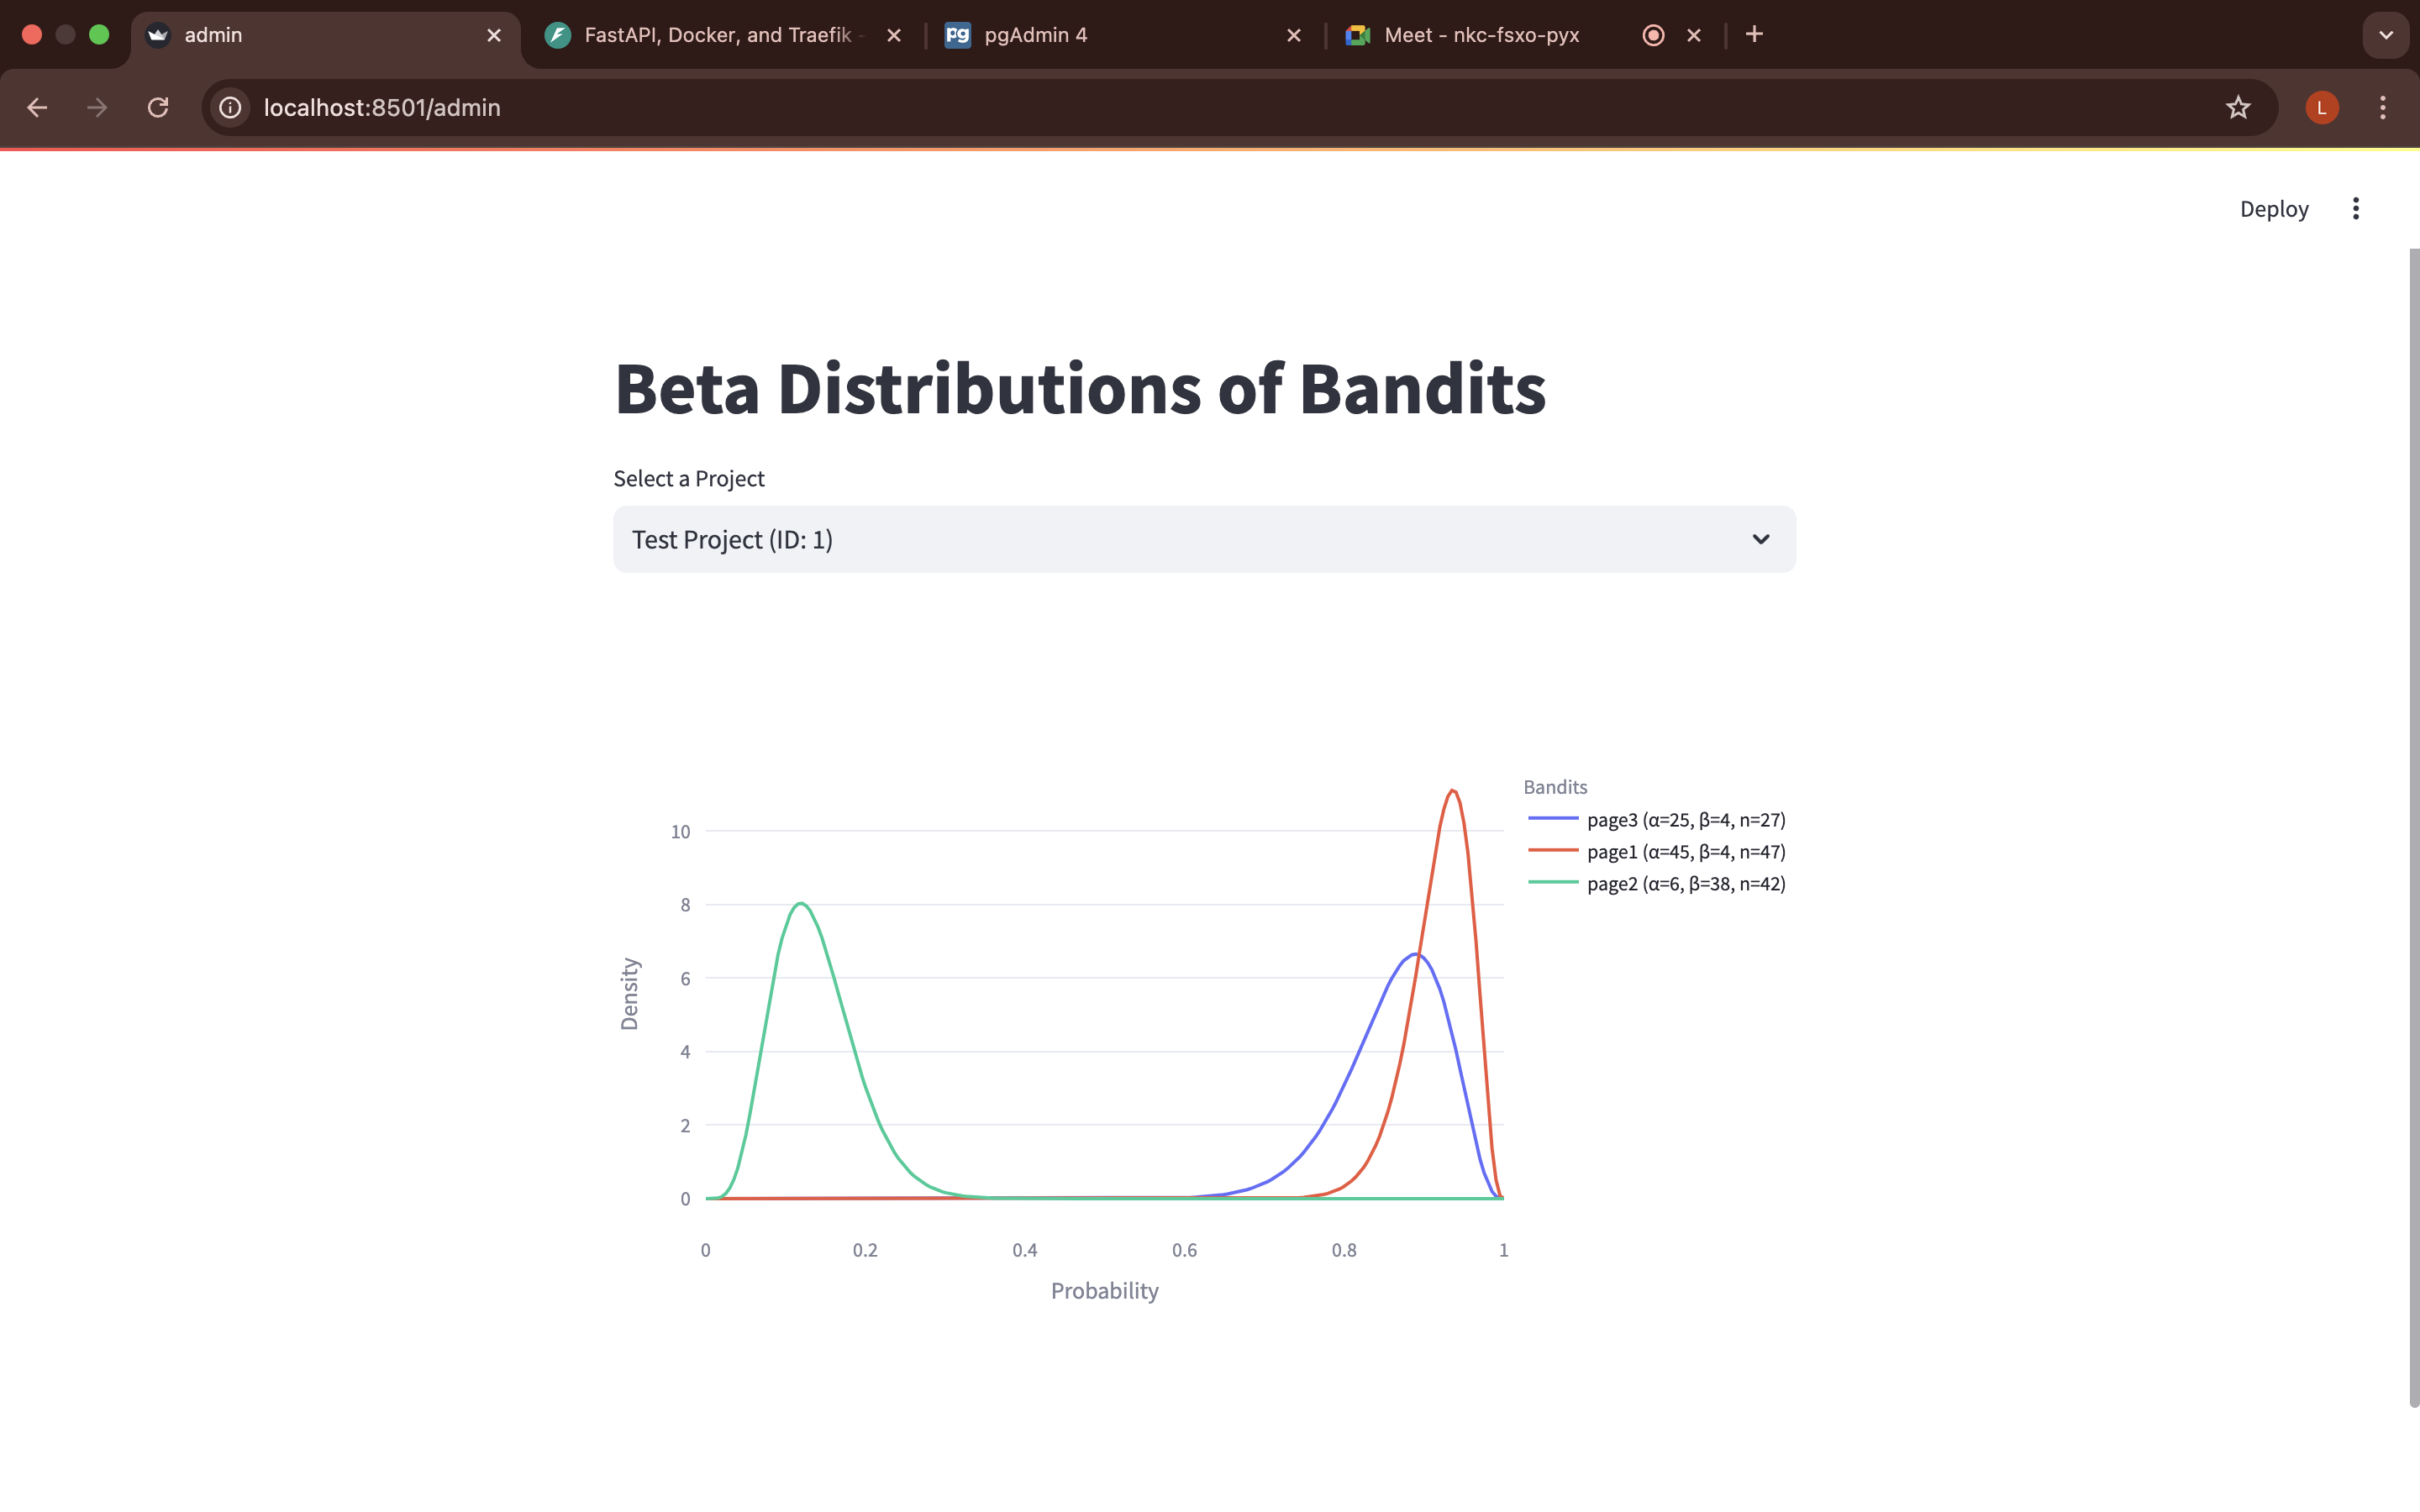 admin
FastAPI, Docker, and Traefik -
pgAdmin 4
Meet - nkc-fsxo-pyx
localhost:8501/admin
L
Deploy
Beta Distributions of Bandits
Select a Project
Test Project (ID: 1)
Bandits
page3 (α=25, β=4, n=27)
page1 (α=45, β=4, n=47)
page2 (α=6, β=38, n=42)
10
8
6
4
2
0
Density
0 0.2 0.4 0.6 0.8 1
Probability